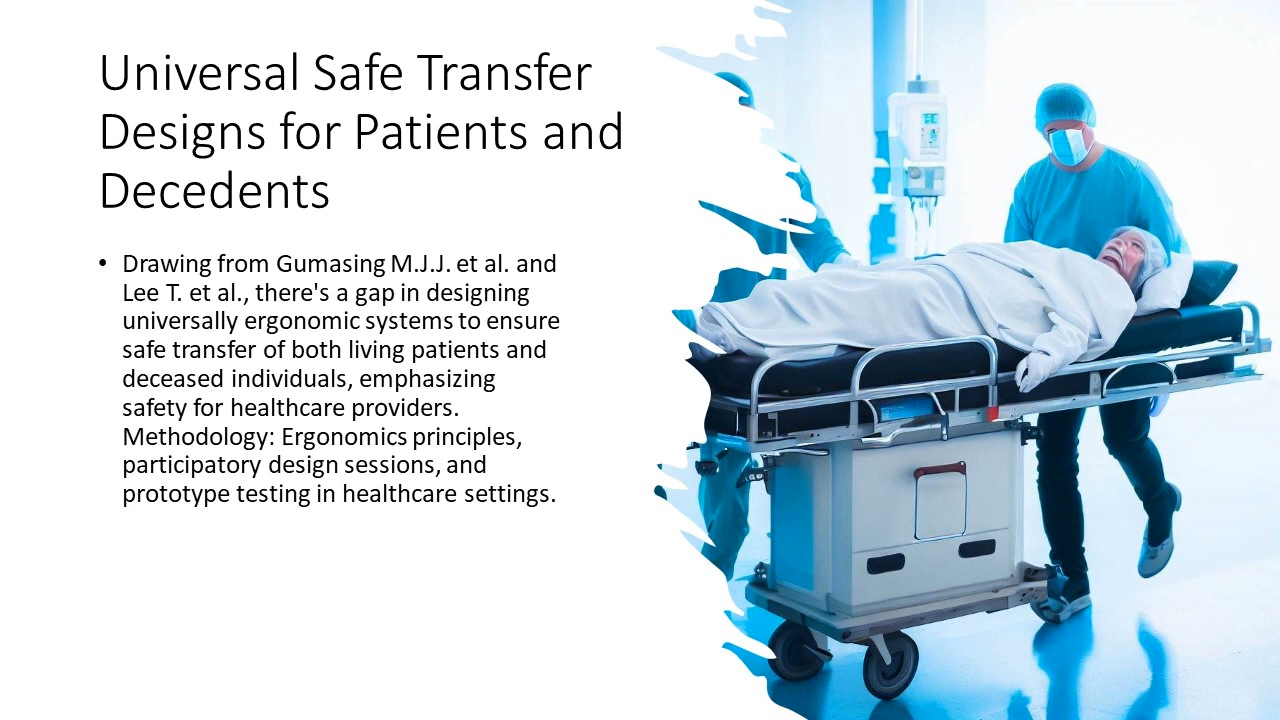 Universal Safe Transfer
Designs for Patients and
Decedents
• Drawing from Gumasing M.J.J. et al. and
Lee T. et al., there's a gap in designing
universally ergonomic systems to ensure
safe transfer of both living patients and
deceased individuals, emphasizing
safety for healthcare providers.
Methodology: Ergonomics principles,
participatory design sessions, and
prototype testing in healthcare settings.